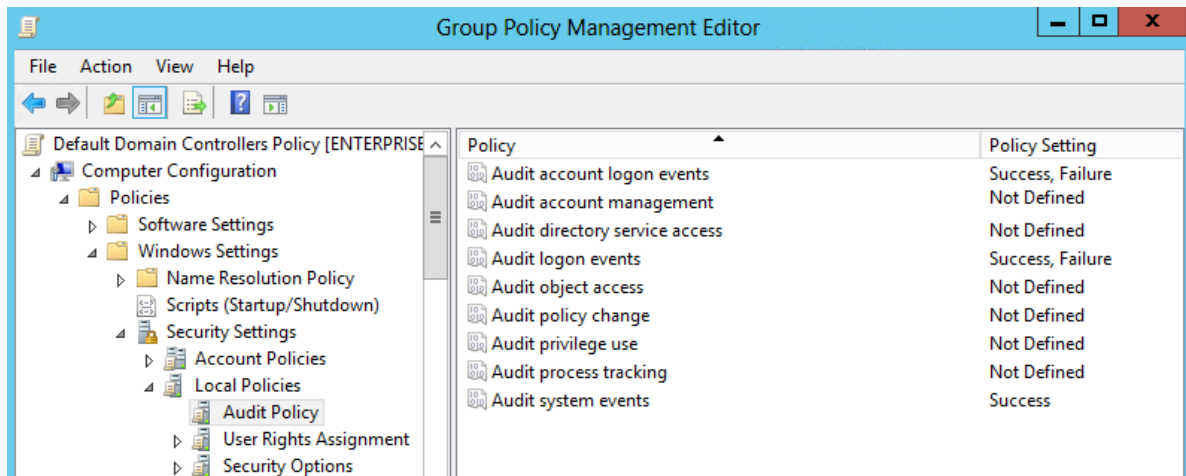 Group Policy Management Editor
File Action View Help
Default Domain Controllers Policy [ENTERPRISE
Computer Configuration
Policies
Software Settings
Windows Settings
Name Resolution Policy
Scripts (Startup/Shutdown)
Security Settings
Account Policies
Local Policies
Audit Policy
User Rights Assignment
Security Options
Policy Policy Setting
Audit account logon events Success, Failure
Audit account management Not Defined
Audit directory service access Not Defined
Audit logon events Success, Failure
Audit object access Not Defined
Audit policy change Not Defined
Audit privilege use Not Defined
Audit process tracking Not Defined
Audit system events Success